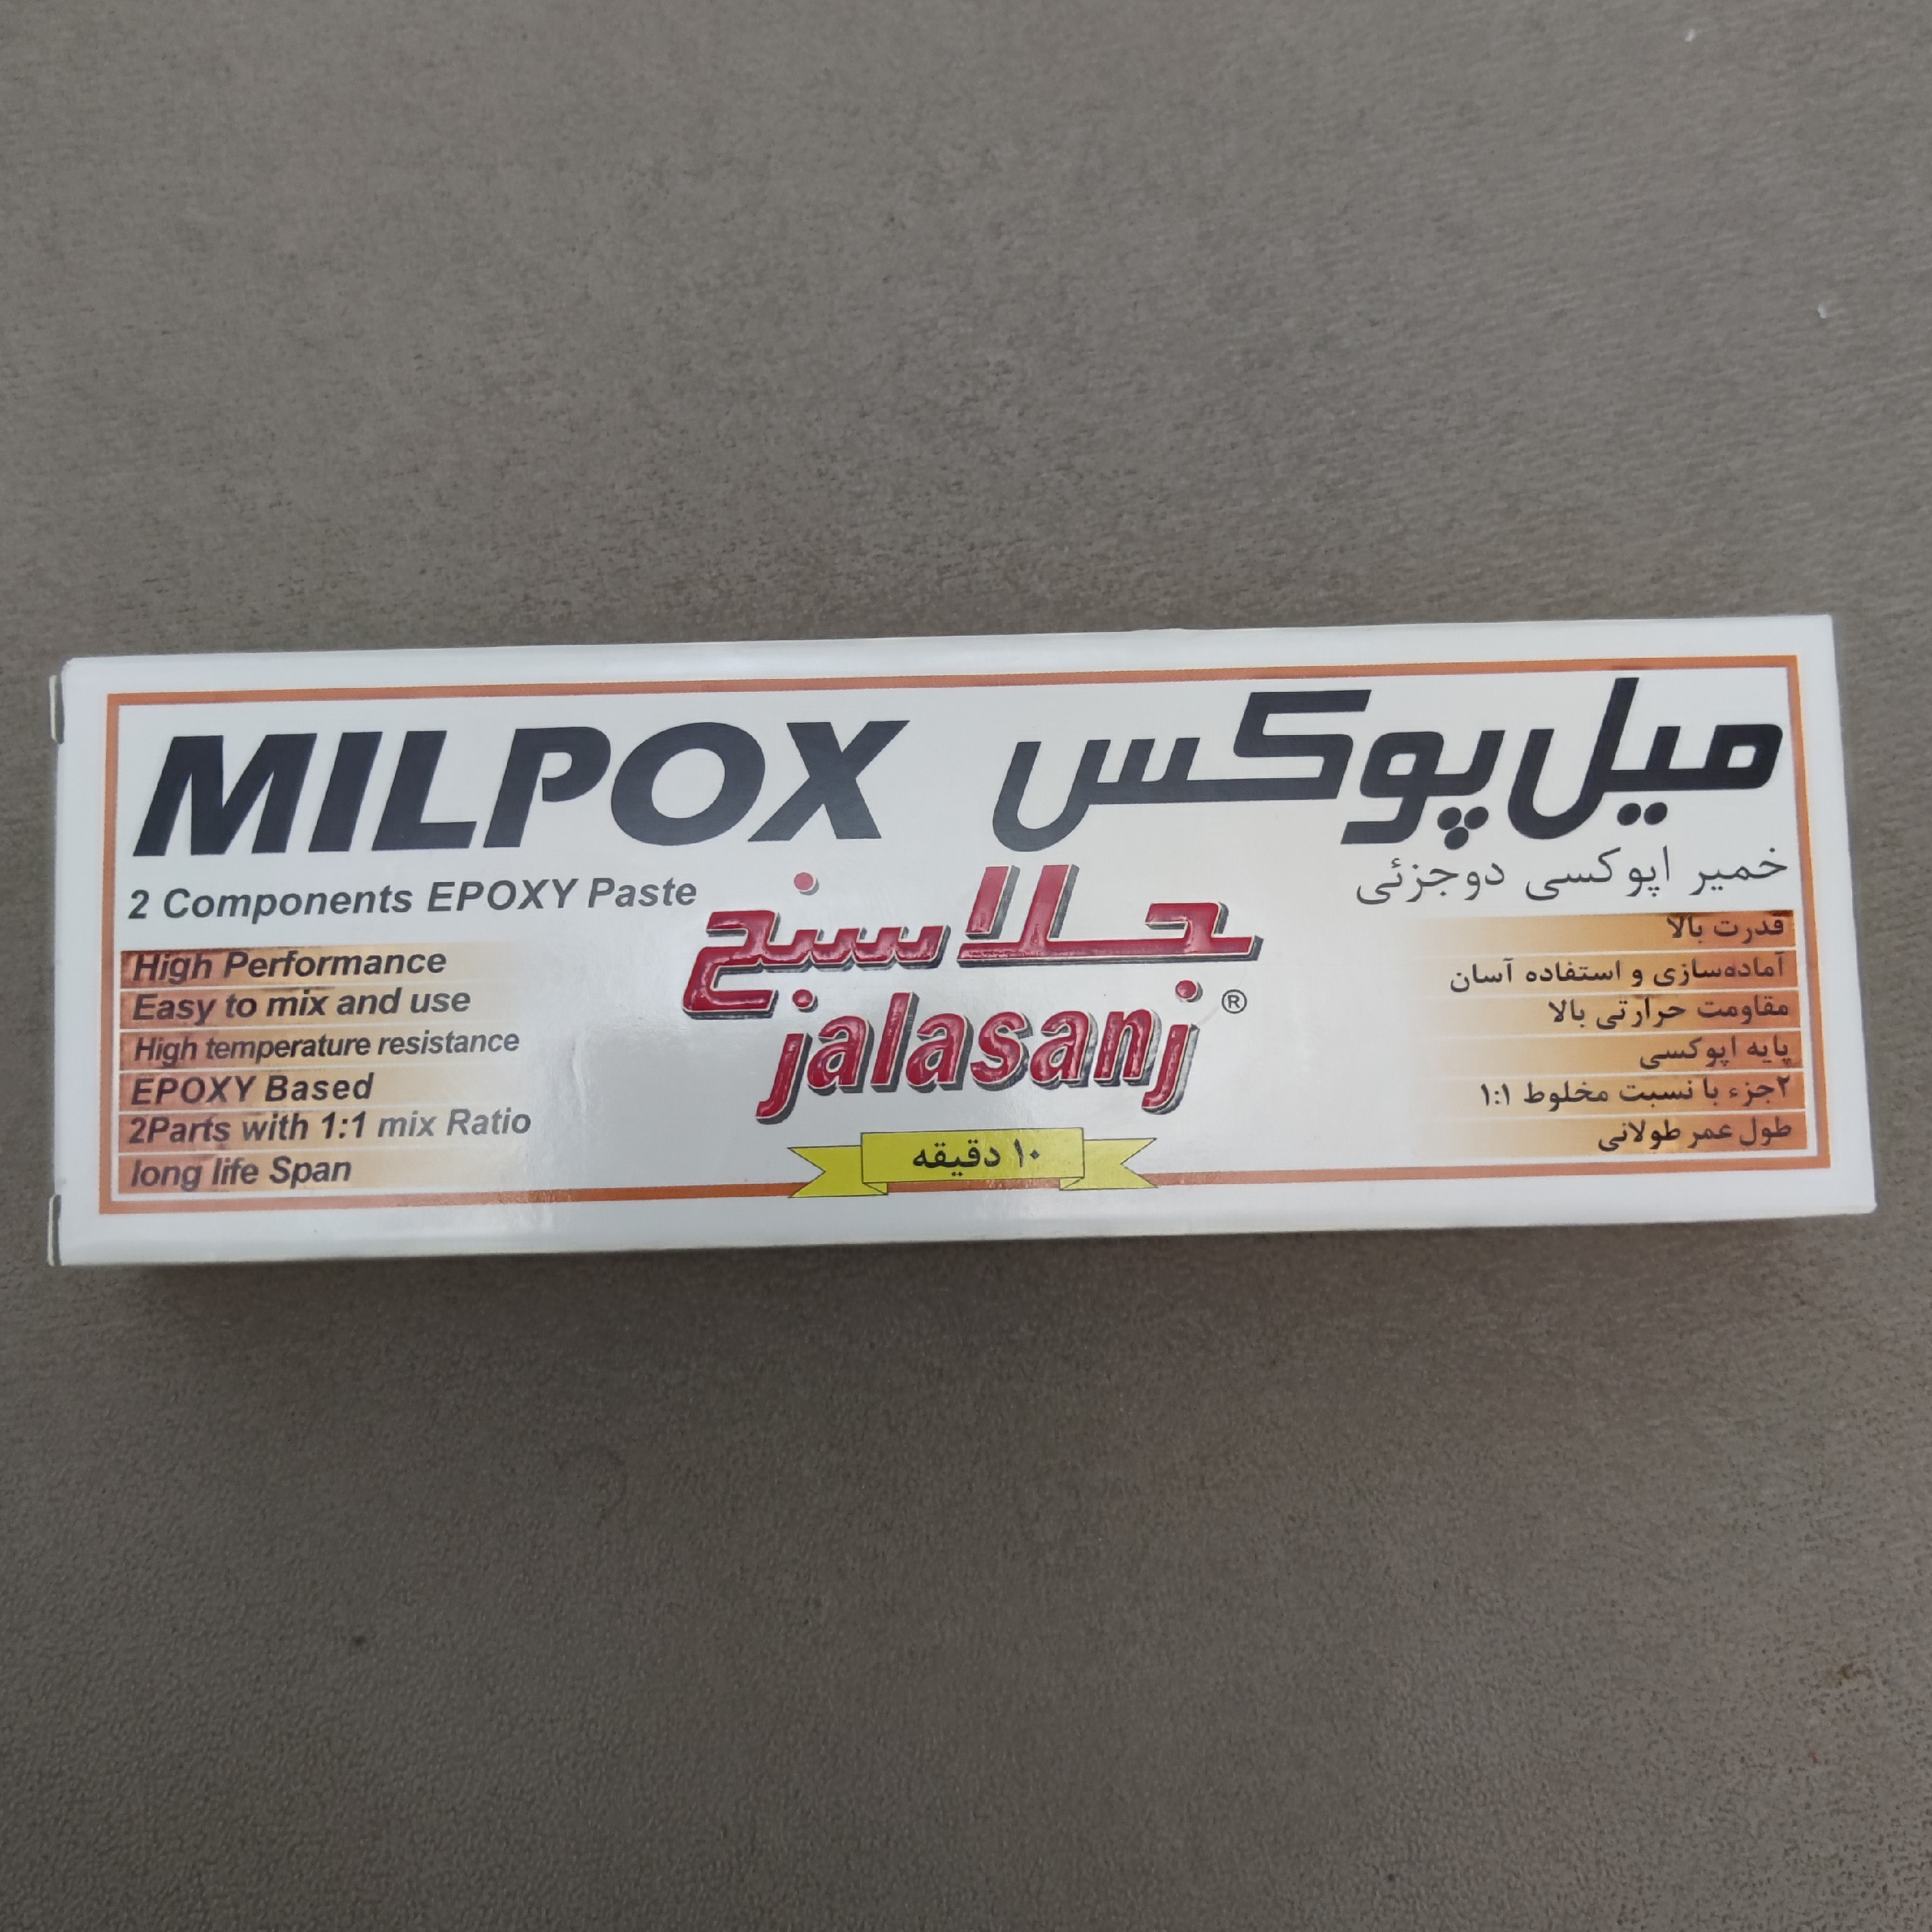 MILPOX
میل پوکس
2 Components EPOXY Paste
خمیر اپوکسی دوجزئی
جلاسنج
jalasanj ®
High Performance
Easy to mix and use
High temperature resistance
EPOXY Based
2Parts with 1:1 mix Ratio
long life Span
قدرت بالا
آماده‌سازی و استفاده آسان
مقاومت حرارتی بالا
پایه اپوکسی
۲جزء با نسبت مخلوط ۱:۱
طول عمر طولانی
۱۰ دقیقه